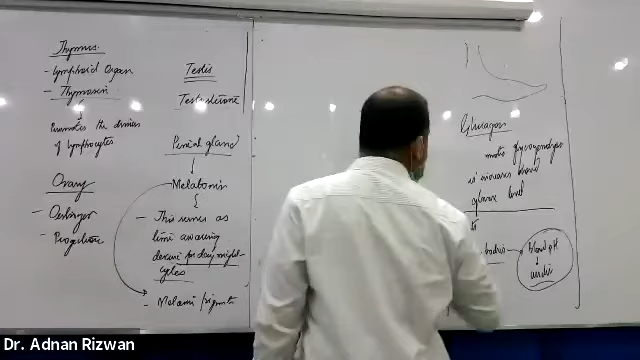 Thymus
- Lymphoid Organ
- Thymosin
Promotes the division
of lymphocytes
Ovary
- Oestrogen
- Progesterone
Testis
Testosterone
Pineal gland
Melatonin
- This serves as
time awaring
device for day night
cycles
- Melanin pigment
Glucagon
glycogenolysis
increases blood
glucose level
blood pH
Dr. Adnan Rizwan